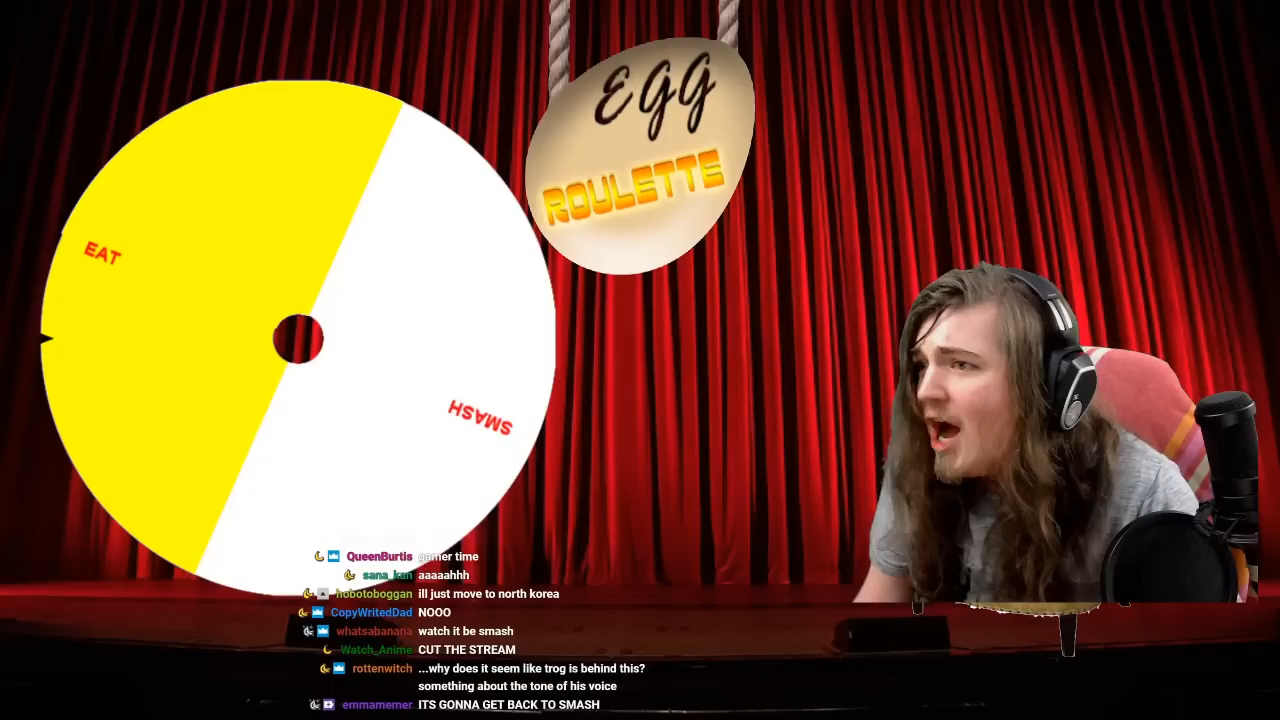 EGG
ROULETTE
EAT
SMASH
QueenBurtis gamer time
sana_kan aaaaahhh
hobotoboggan ill just move to north korea
CopyWritedDad NOOO
whatsabanana watch it be smash
Watch_Anime CUT THE STREAM
rottenwitch ...why does it seem like trog is behind this?
something about the tone of his voice
emmamemer ITS GONNA GET BACK TO SMASH